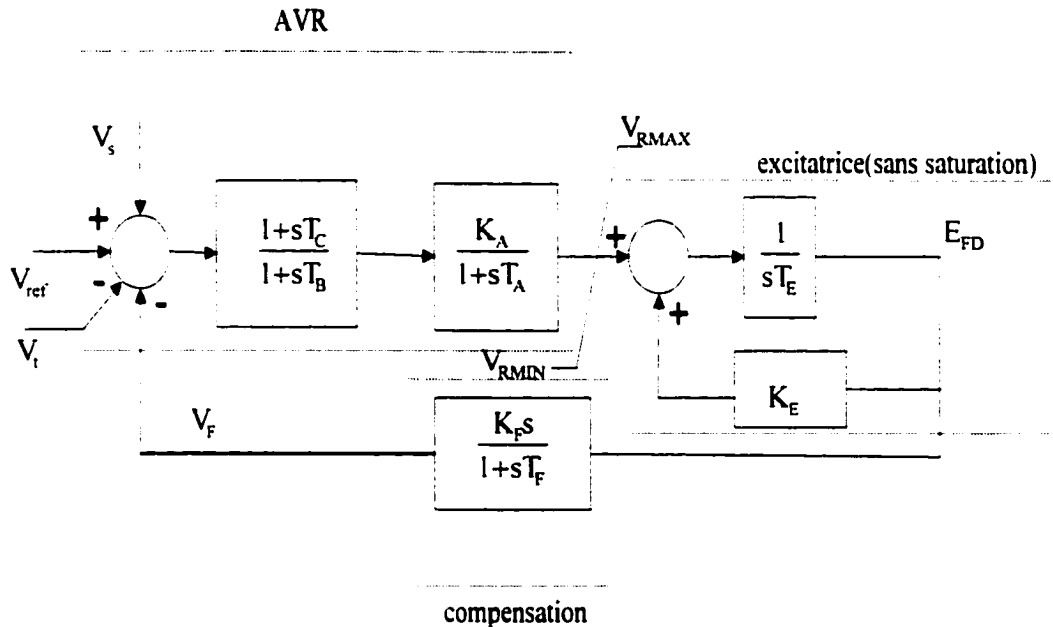 AVR
V_s
V_RMAX
excitatrice(sans saturation)
+
V_ref
-
V_t
-
1+sT_C
1+sT_B
K_A
1+sT_A
+
+
1
sT_E
E_FD
V_RMIN
K_E
V_F
K_F s
1+sT_F
compensation